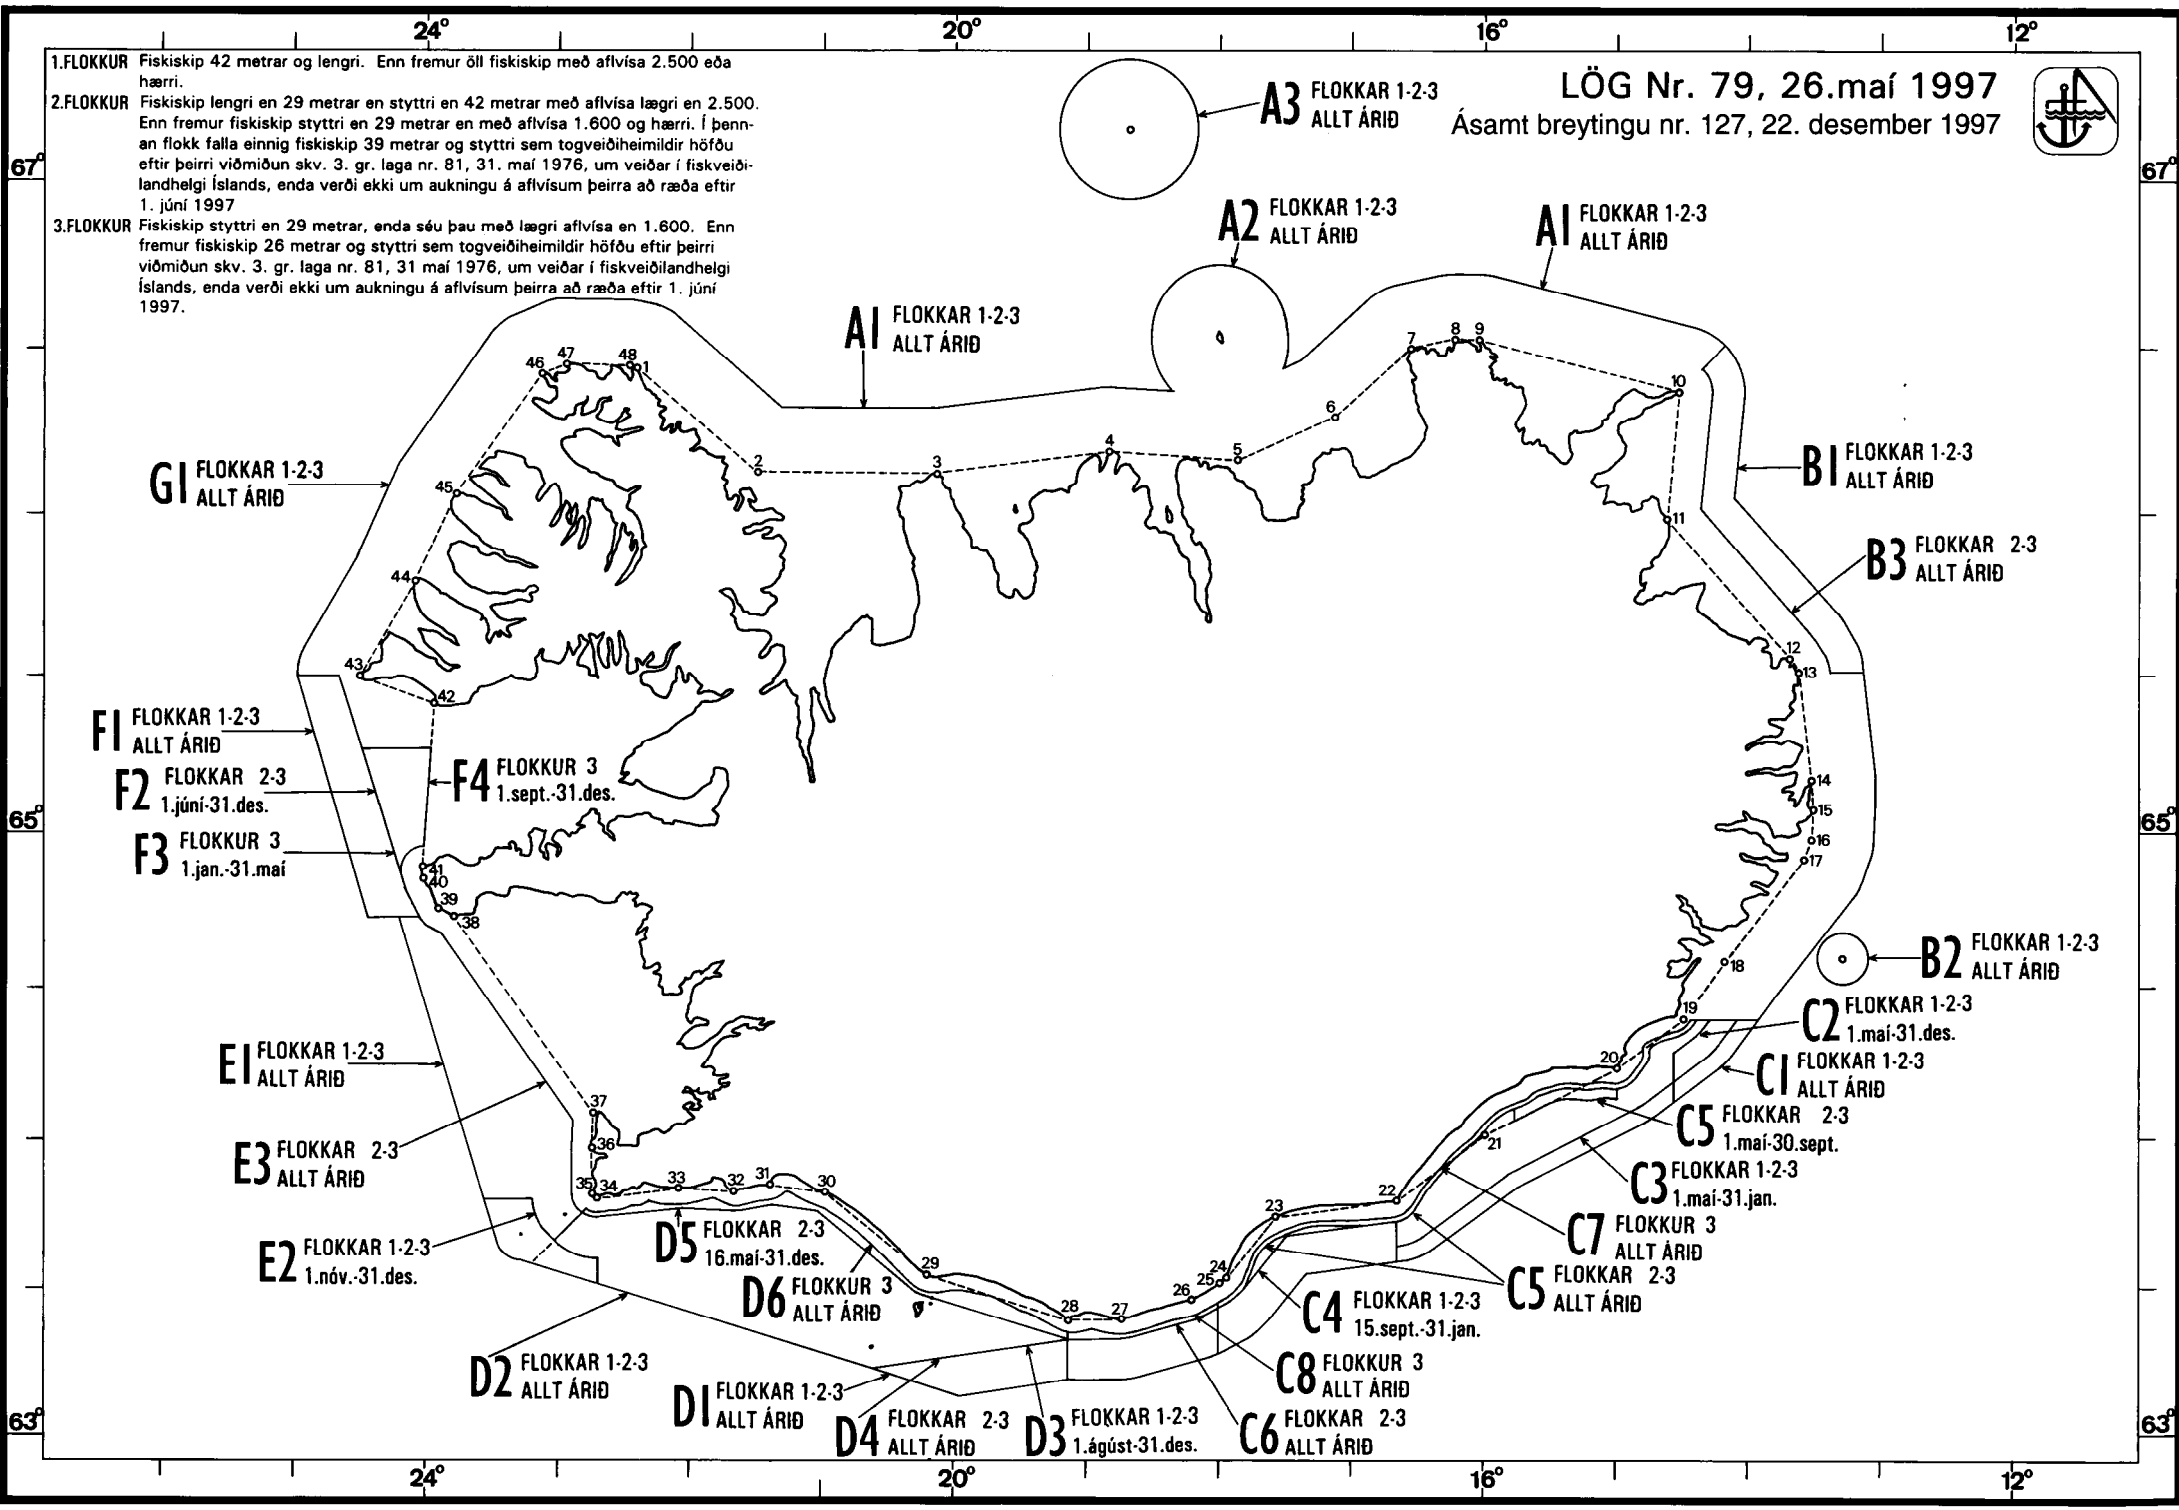 24° 20° 16° 12°
1.FLOKKUR Fiskiskip 42 metrar og lengri. Enn fremur öll fiskiskip með aflvísa 2.500 eða
hærri.
2.FLOKKUR Fiskiskip lengri en 29 metrar en styttri en 42 metrar með aflvísa lægri en 2.500.
Enn fremur fiskiskip styttri en 29 metrar en með aflvísa 1.600 og hærri. Í þenn-
an flokk falla einnig fiskiskip 39 metrar og styttri sem togveiðiheimildir höfðu
eftir þeirri viðmiðun skv. 3. gr. laga nr. 81, 31. maí 1976, um veiðar í fiskveiði-
landhelgi Íslands, enda verði ekki um aukningu á aflvísum þeirra að ræða eftir
1. júní 1997
3.FLOKKUR Fiskiskip styttri en 29 metrar, enda séu þau með lægri aflvísa en 1.600. Enn
fremur fiskiskip 26 metrar og styttri sem togveiðiheimildir höfðu eftir þeirri
viðmiðun skv. 3. gr. laga nr. 81, 31 maí 1976, um veiðar í fiskveiðilandhelgi
Íslands, enda verði ekki um aukningu á aflvísum þeirra að ræða eftir 1. júní
1997.
LÖG Nr. 79, 26.maí 1997
Ásamt breytingu nr. 127, 22. desember 1997
67° 67°
A3 FLOKKAR 1-2-3
ALLT ÁRIÐ
A2 FLOKKAR 1-2-3
ALLT ÁRIÐ
A1 FLOKKAR 1-2-3
ALLT ÁRIÐ
A1 FLOKKAR 1-2-3
ALLT ÁRIÐ
46 47 48 1
2 3 4 5 6 7 8 9 10
G1 FLOKKAR 1-2-3
ALLT ÁRIÐ
B1 FLOKKAR 1-2-3
ALLT ÁRIÐ
45 11
B3 FLOKKAR 2-3
ALLT ÁRIÐ
44
43 42 12 13
F1 FLOKKAR 1-2-3
ALLT ÁRIÐ
F2 FLOKKAR 2-3
1.júní-31.des.
F4 FLOKKUR 3
1.sept.-31.des.
14
15
16
17
65° 65°
F3 FLOKKUR 3
1.jan.-31.maí
41
40
39
38
18
B2 FLOKKAR 1-2-3
ALLT ÁRIÐ
19
C2 FLOKKAR 1-2-3
1.maí-31.des.
E1 FLOKKAR 1-2-3
ALLT ÁRIÐ
20
C1 FLOKKAR 1-2-3
ALLT ÁRIÐ
37
C5 FLOKKAR 2-3
1.maí-30.sept.
E3 FLOKKAR 2-3
ALLT ÁRIÐ
36
21
C3 FLOKKAR 1-2-3
1.maí-31.jan.
35 34 33 32 31 30
22
23
C7 FLOKKUR 3
ALLT ÁRIÐ
E2 FLOKKAR 1-2-3
1.nóv.-31.des.
D5 FLOKKAR 2-3
16.maí-31.des.
29
24
25
26
27
28
C5 FLOKKAR 2-3
ALLT ÁRIÐ
D6 FLOKKUR 3
ALLT ÁRIÐ
C4 FLOKKAR 1-2-3
15.sept.-31.jan.
D2 FLOKKAR 1-2-3
ALLT ÁRIÐ
C8 FLOKKUR 3
ALLT ÁRIÐ
D1 FLOKKAR 1-2-3
ALLT ÁRIÐ
D4 FLOKKAR 2-3
ALLT ÁRIÐ
D3 FLOKKAR 1-2-3
1.ágúst-31.des.
C6 FLOKKAR 2-3
ALLT ÁRIÐ
63° 63°
24° 20° 16° 12°